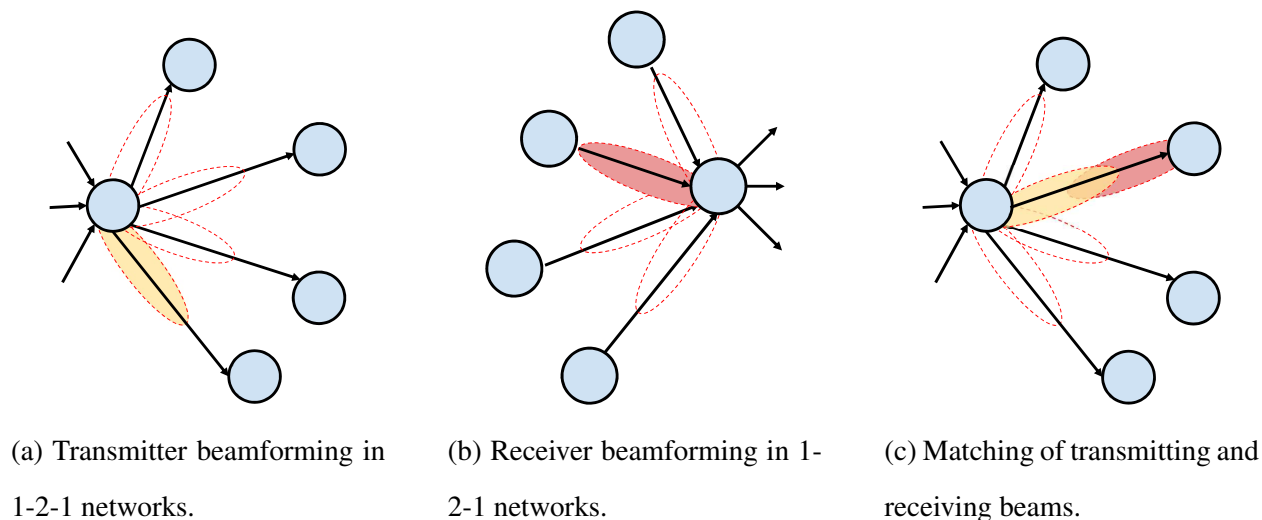 (a) Transmitter beamforming in
1-2-1 networks.
(b) Receiver beamforming in 1-
2-1 networks.
(c) Matching of transmitting and
receiving beams.